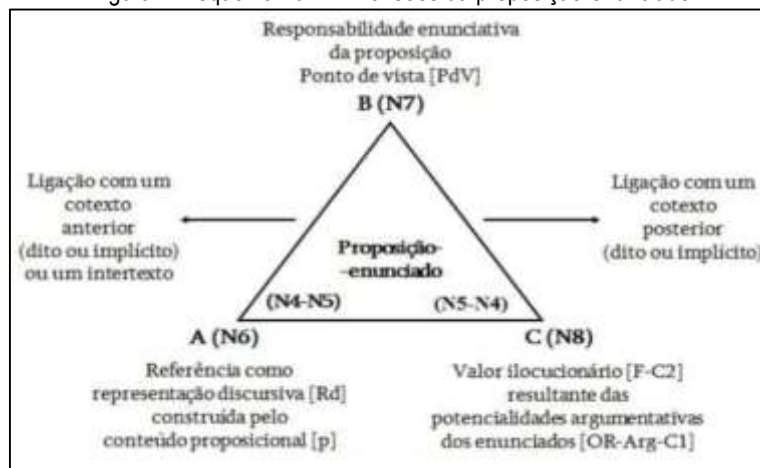 Responsabilidade enunciativa
da proposição
Ponto de vista [PdV]
B (N7)
Ligação com um
cotexto
anterior
(dito ou implícito)
ou um intertexto
Ligação com um
cotexto
posterior
(dito ou implícito)
Proposição-
-enunciado
(N4-N5)
(N5-N4)
A (N6)
C (N8)
Referência como
representação discursiva [Rd]
construída pelo
conteúdo proposicional [p]
Valor ilocucionário [F-C2]
resultante das
potencialidades argumentativas
dos enunciados [OR-Arg-C1]